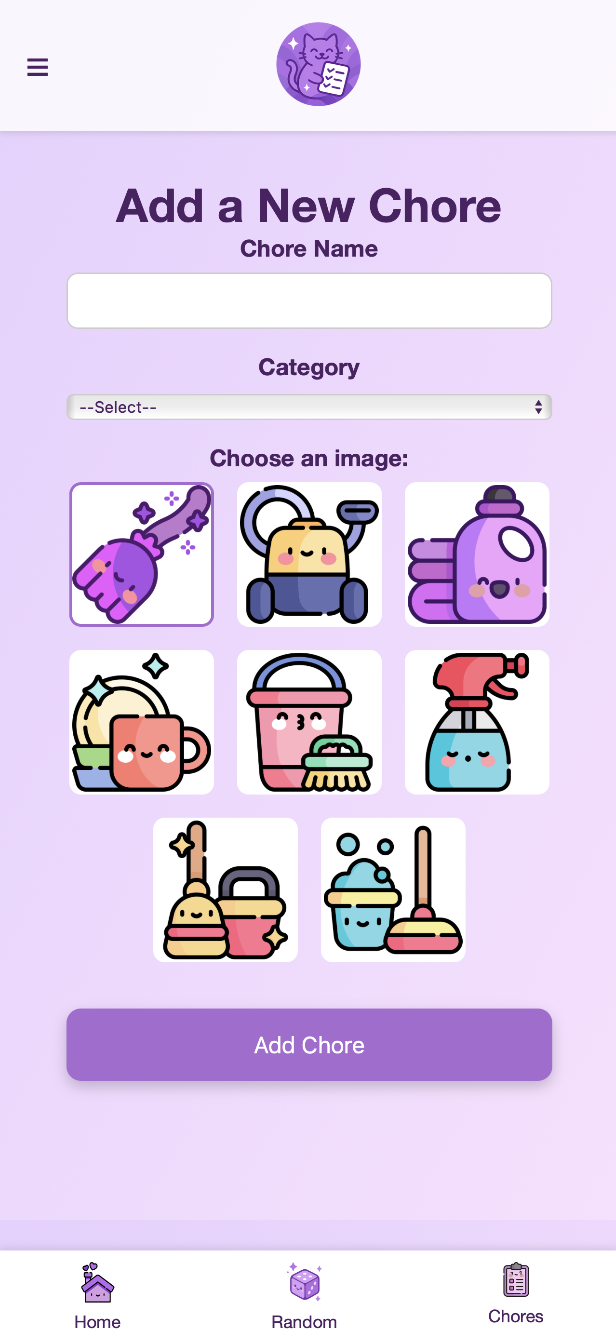 Add a New Chore
Chore Name
Category
--Select--
Choose an image:
Add Chore
Home
Random
Chores